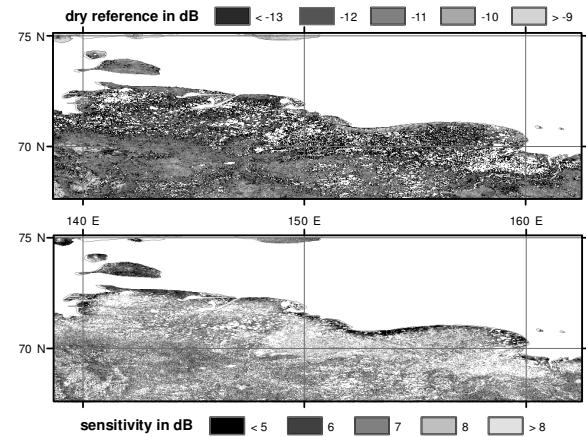 dry reference in dB < -13 -12 -11 -10 > -9
75 N
70 N
140 E 150 E 160 E
75 N
70 N
sensitivity in dB < 5 6 7 8 > 8